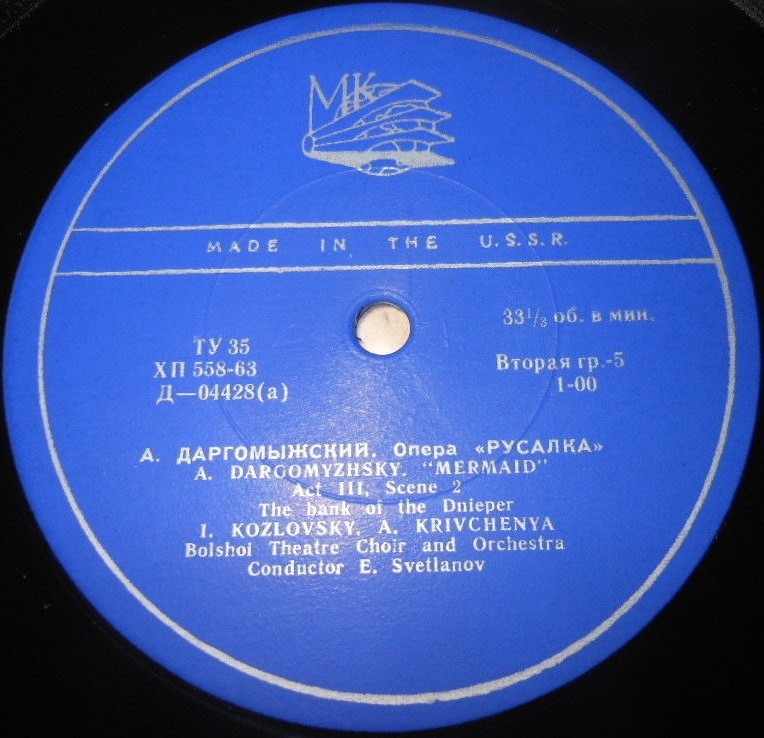 МК
MADE IN THE U.S.S.R.
33 1/3 об. в мин.
ТУ 35
ХП 558-63
Д—04428(а)
Вторая гр.-5
1-00
А. ДАРГОМЫЖСКИЙ. Опера «РУСАЛКА»
A. DARGOMYZHSKY. "MERMAID"
Act III, Scene 2
The bank of the Dnieper
I. KOZLOVSKY, A. KRIVCHENYA
Bolshoi Theatre Choir and Orchestra
Conductor E. Svetlanov